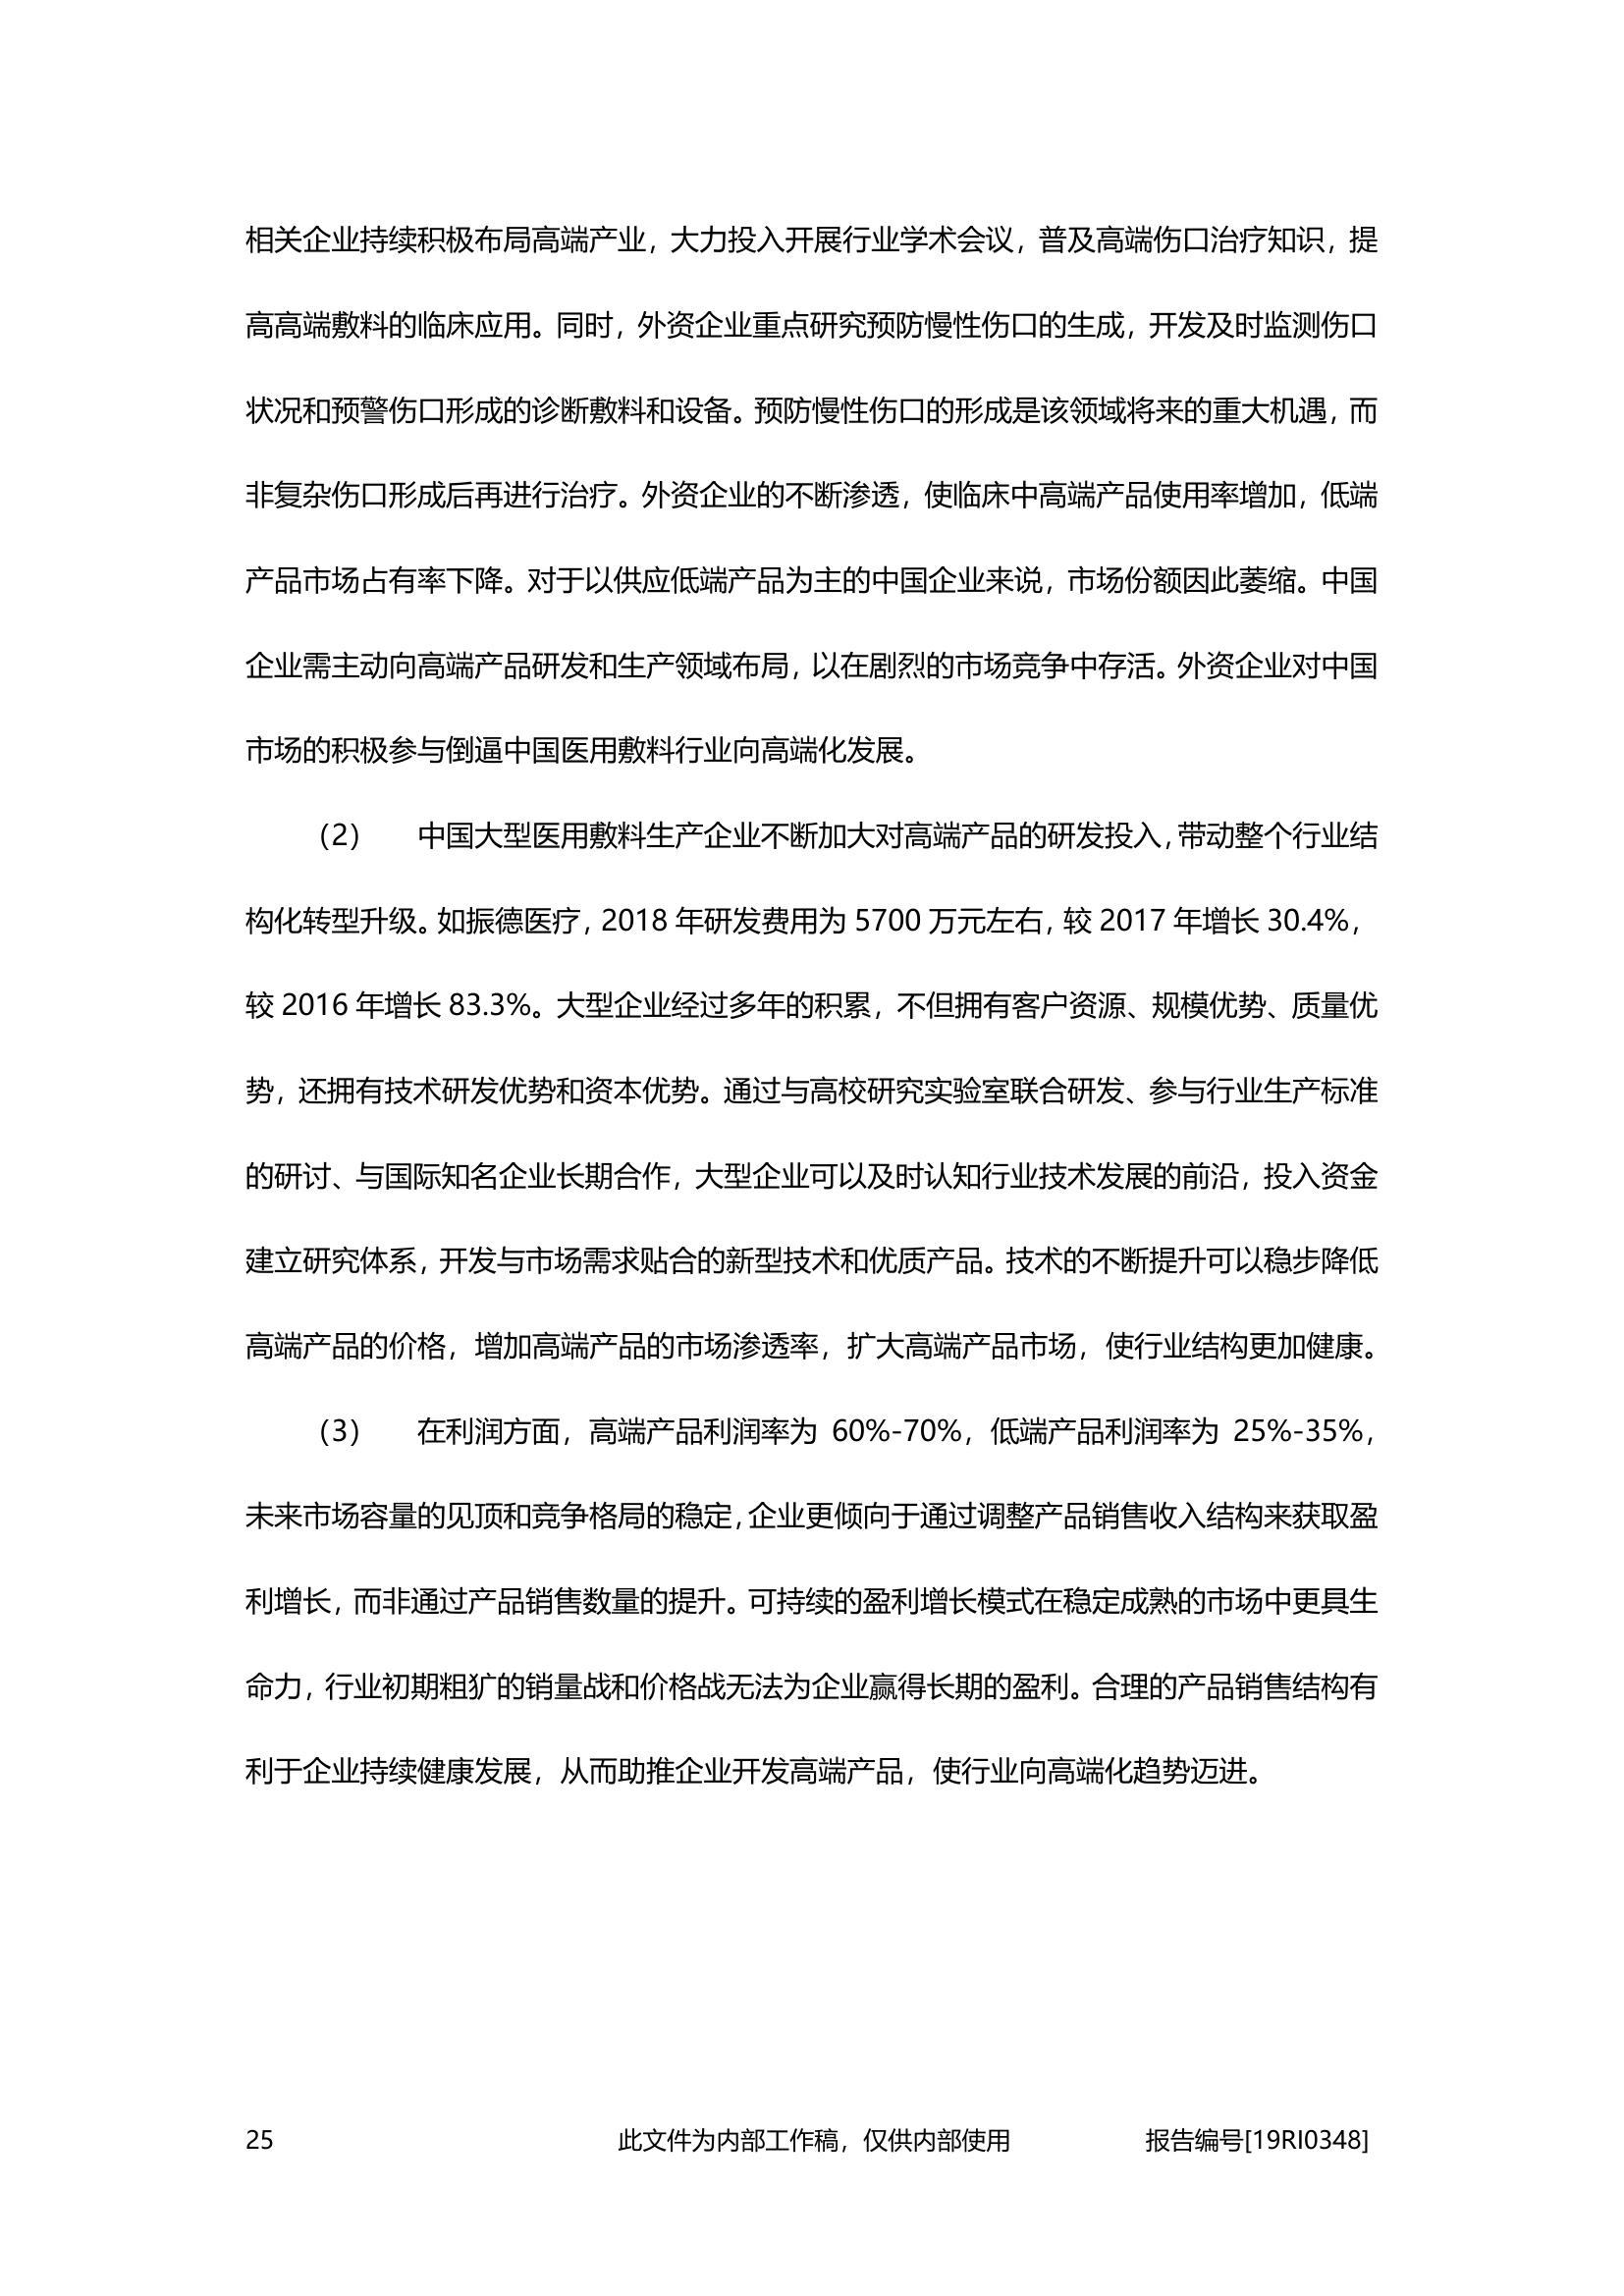 相关企业持续积极布局高端产业，大力投入开展行业学术会议，普及高端伤口治疗知识，提
高高端敷料的临床应用。同时，外资企业重点研究预防慢性伤口的生成，开发及时监测伤口
状况和预警伤口形成的诊断敷料和设备。预防慢性伤口的形成是该领域将来的重大机遇，而
非复杂伤口形成后再进行治疗。外资企业的不断渗透，使临床中高端产品使用率增加，低端
产品市场占有率下降。对于以供应低端产品为主的中国企业来说，市场份额因此萎缩。中国
企业需主动向高端产品研发和生产领域布局，以在剧烈的市场竞争中存活。外资企业对中国
市场的积极参与倒逼中国医用敷料行业向高端化发展。
（2） 中国大型医用敷料生产企业不断加大对高端产品的研发投入，带动整个行业结
构化转型升级。如振德医疗，2018 年研发费用为 5700 万元左右，较 2017 年增长 30.4%，
较 2016 年增长 83.3%。大型企业经过多年的积累，不但拥有客户资源、规模优势、质量优
势，还拥有技术研发优势和资本优势。通过与高校研究实验室联合研发、参与行业生产标准
的研讨、与国际知名企业长期合作，大型企业可以及时认知行业技术发展的前沿，投入资金
建立研究体系，开发与市场需求贴合的新型技术和优质产品。技术的不断提升可以稳步降低
高端产品的价格，增加高端产品的市场渗透率，扩大高端产品市场，使行业结构更加健康。
（3） 在利润方面，高端产品利润率为 60%-70%，低端产品利润率为 25%-35%，
未来市场容量的见顶和竞争格局的稳定，企业更倾向于通过调整产品销售收入结构来获取盈
利增长，而非通过产品销售数量的提升。可持续的盈利增长模式在稳定成熟的市场中更具生
命力，行业初期粗犷的销量战和价格战无法为企业赢得长期的盈利。合理的产品销售结构有
利于企业持续健康发展，从而助推企业开发高端产品，使行业向高端化趋势迈进。
25 此文件为内部工作稿，仅供内部使用 报告编号[19RI0348]